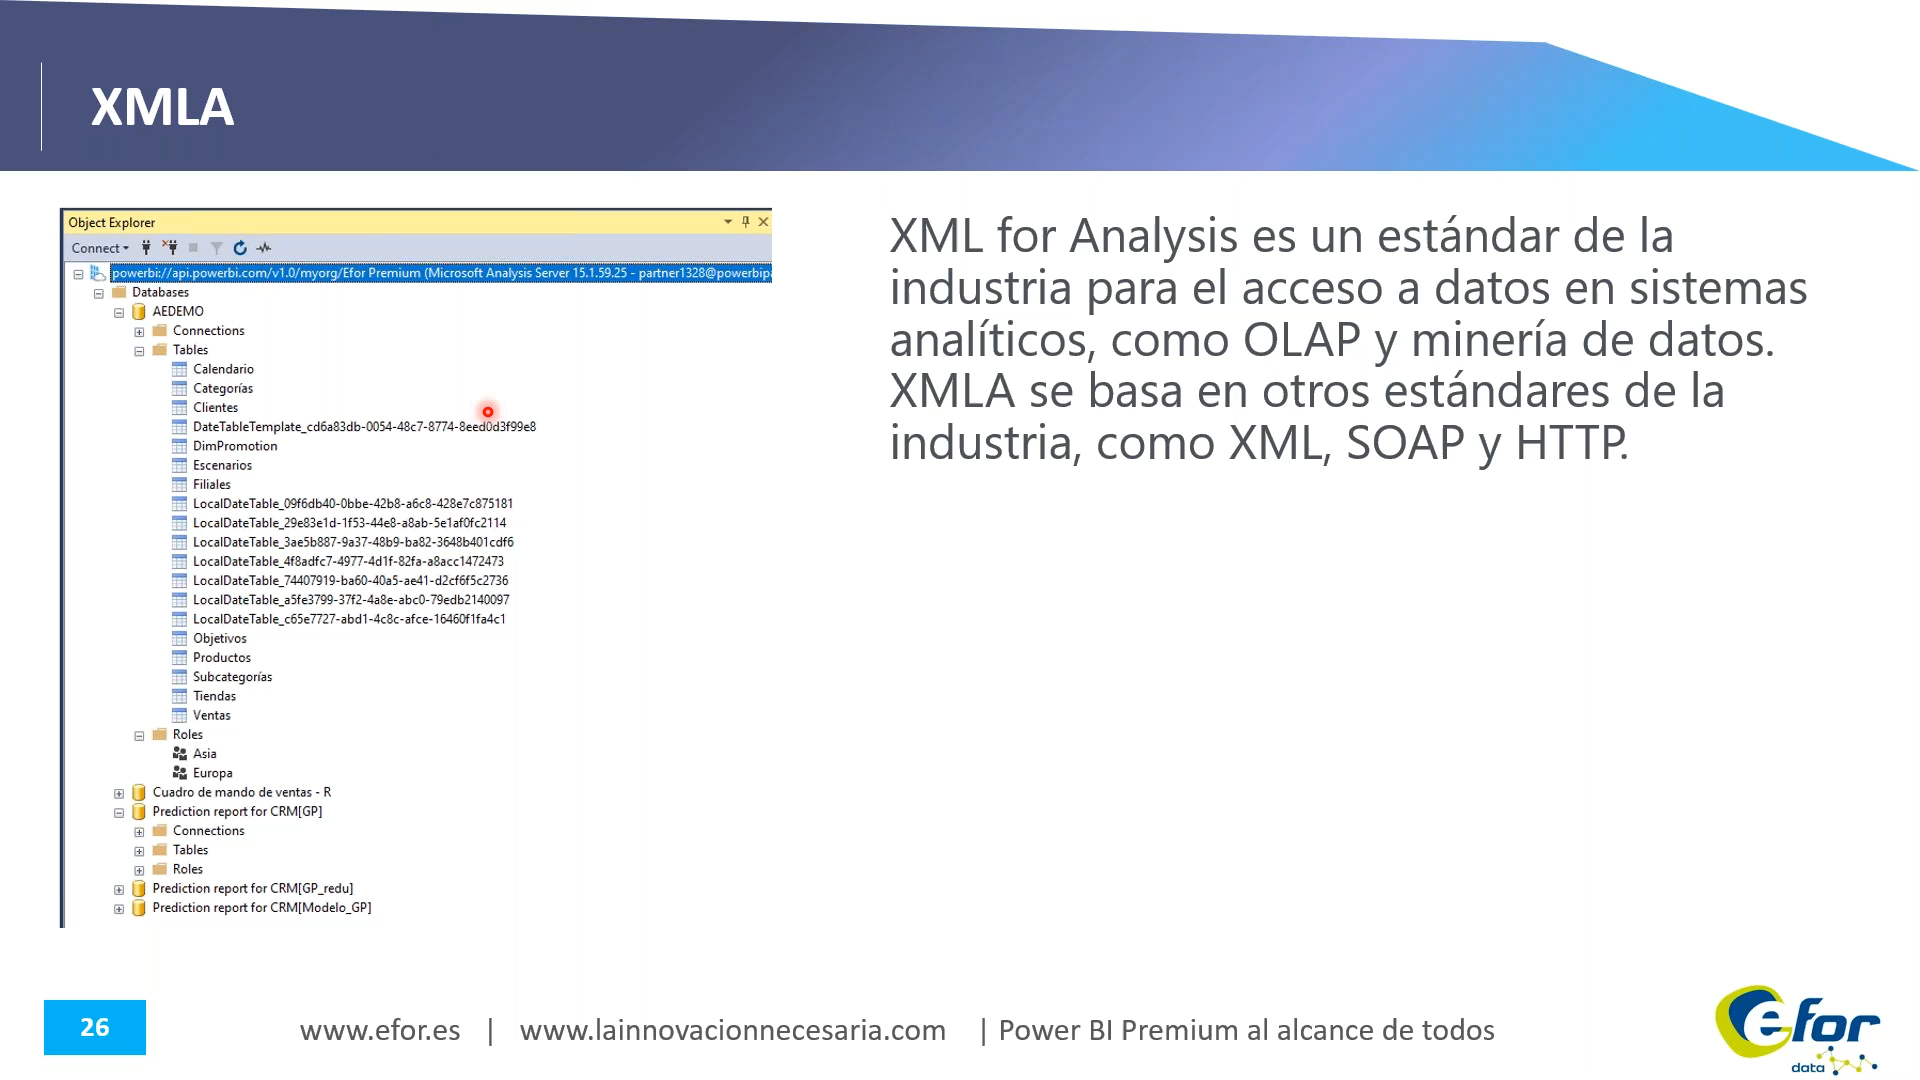 XMLA
Object Explorer
Connect
powerbi://api.powerbi.com/v1.0/myorg/Efor Premium (Microsoft Analysis Server 15.1.59.25 - partner1328@powerbipa
Databases
AEDEMO
Connections
Tables
Calendario
Categorías
Clientes
DateTableTemplate_cd6a83db-0054-48c7-8774-8eed0d3f99e8
DimPromotion
Escenarios
Filiales
LocalDateTable_09f6db40-0bbe-42b8-a6c8-428e7c875181
LocalDateTable_29e83e1d-1f53-44e8-a8ab-5e1af0fc2114
LocalDateTable_3ae5b887-9a37-48b9-ba82-3648b401cdf6
LocalDateTable_4f8adfc7-4977-4d1f-82fa-a8acc1472473
LocalDateTable_74407919-ba60-40a5-ae41-d2cf6f5c2736
LocalDateTable_a5fe3799-37f2-4a8e-abc0-79edb2140097
LocalDateTable_c65e7727-abd1-4c8c-afce-16460f1fa4c1
Objetivos
Productos
Subcategorías
Tiendas
Ventas
Roles
Asia
Europa
Cuadro de mando de ventas - R
Prediction report for CRM[GP]
Connections
Tables
Roles
Prediction report for CRM[GP_redu]
Prediction report for CRM[Modelo_GP]
XML for Analysis es un estándar de la
industria para el acceso a datos en sistemas
analíticos, como OLAP y minería de datos.
XMLA se basa en otros estándares de la
industria, como XML, SOAP y HTTP.
26
www.efor.es | www.lainnovacionnecesaria.com | Power BI Premium al alcance de todos
efor
data